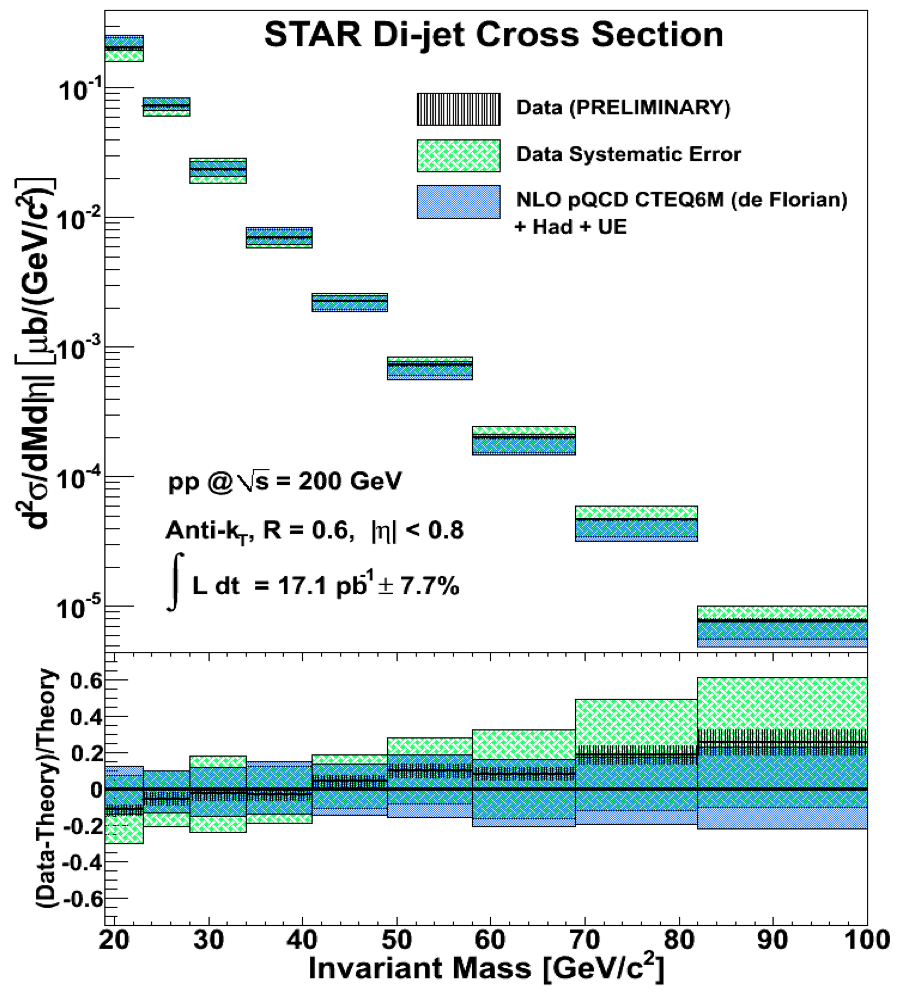 STAR Di-jet Cross Section
Data (PRELIMINARY)
Data Systematic Error
NLO pQCD CTEQ6M (de Florian)
+ Had + UE
d²σ/dMd|η| [μb/(GeV/c²)]
10⁻¹
10⁻²
10⁻³
10⁻⁴
10⁻⁵
pp @ √s = 200 GeV
Anti-k_T, R = 0.6, |η| < 0.8
∫ L dt = 17.1 pb⁻¹ ± 7.7%
(Data-Theory)/Theory
0.6
0.4
0.2
0
-0.2
-0.4
-0.6
20 30 40 50 60 70 80 90 100
Invariant Mass [GeV/c²]